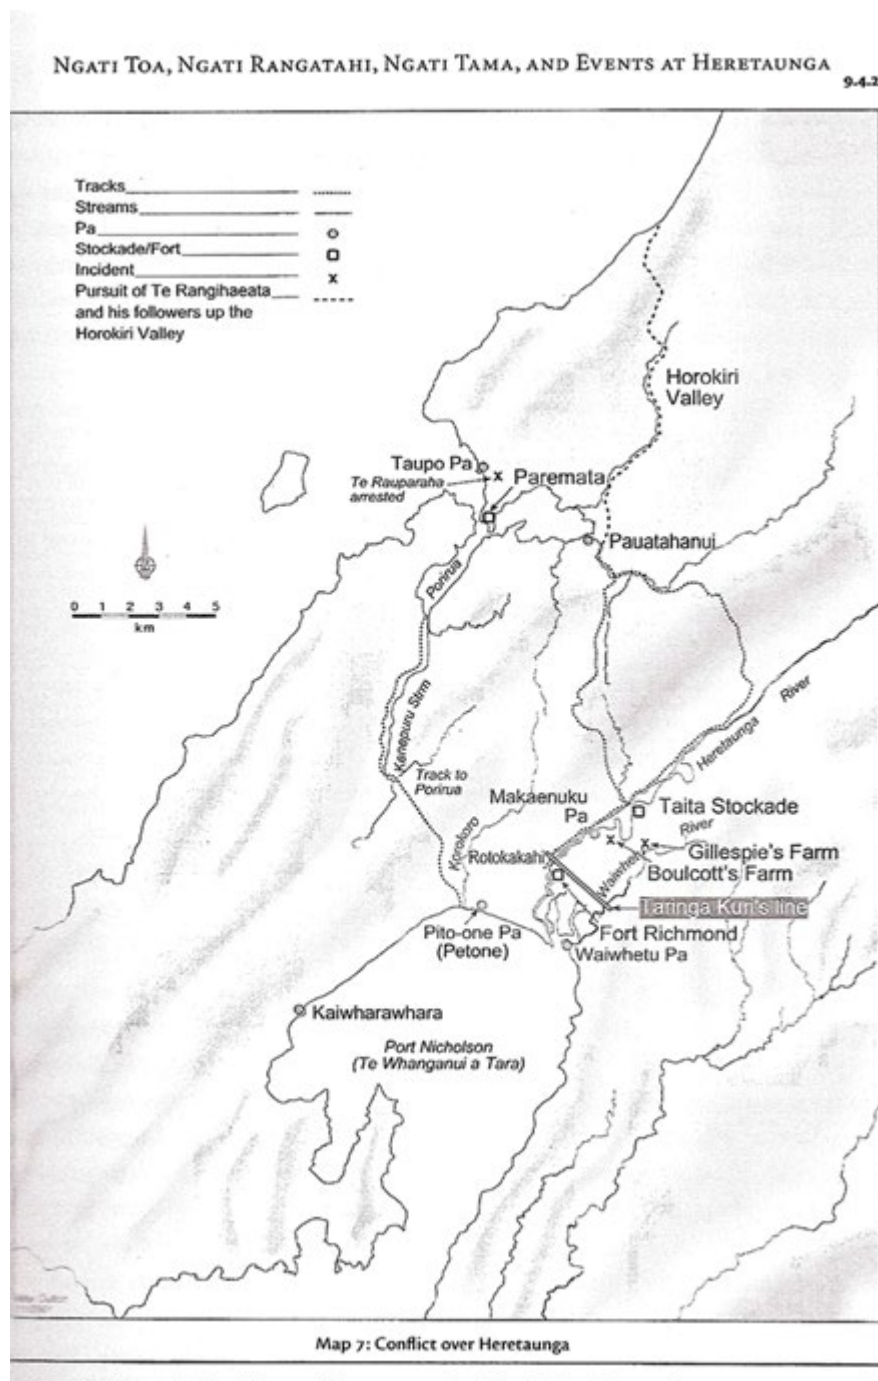 NGATI TOA, NGATI RANGATAHI, NGATI TAMA, AND EVENTS AT HERETAUNGA
9.4.2
Tracks
Streams
Pa
Stockade/Fort
Incident
Pursuit of Te Rangihaeata
and his followers up the
Horokiri Valley
Horokiri
Valley
Taupo Pa
Te Rauparaha
arrested
Paremata
Pauatahanui
Porirua
0 1 2 3 4 5
km
Kenepuru Strm
Track to
Porirua
Heretaunga
River
Makaenuku
Pa
Taita Stockade
Korokoro
Rotokakahi
Waiwhetu
River
Gillespie's Farm
Boulcott's Farm
Taringa Kuri's line
Pito-one Pa
(Petone)
Fort Richmond
Waiwhetu Pa
Kaiwharawhara
Port Nicholson
(Te Whanganui a Tara)
Map 7: Conflict over Heretaunga